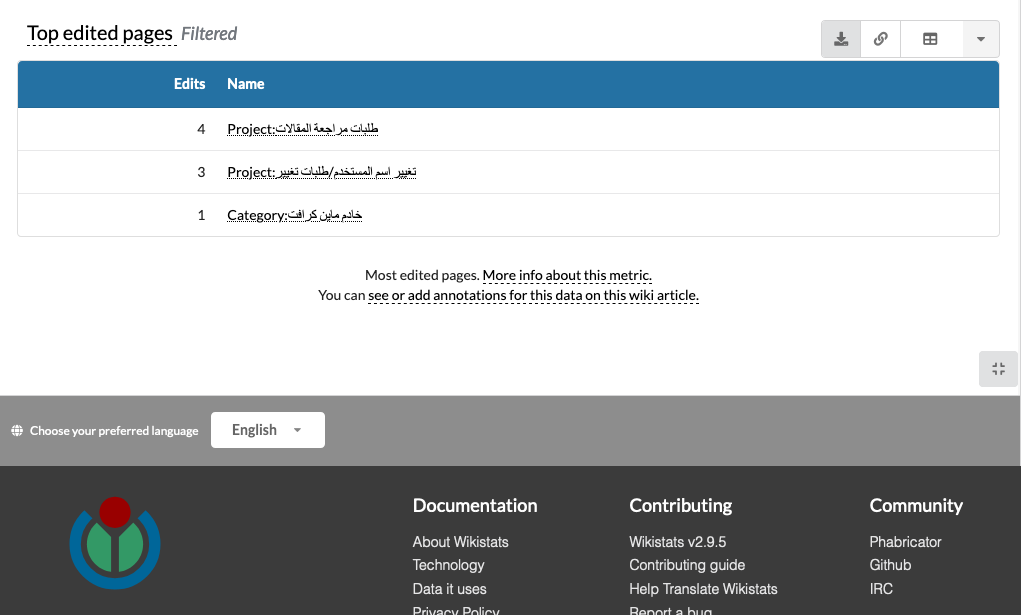 Top edited pages Filtered
Edits Name
4 Project:طلبات مراجعة المقالات
3 Project:تغيير اسم المستخدم/طلبات تغيير
1 Category:خادم ماين كرافت
Most edited pages. More info about this metric.
You can see or add annotations for this data on this wiki article.
Choose your preferred language English
Documentation
About Wikistats
Technology
Data it uses
Privacy Policy
Contributing
Wikistats v2.9.5
Contributing guide
Help Translate Wikistats
Report a bug
Community
Phabricator
Github
IRC